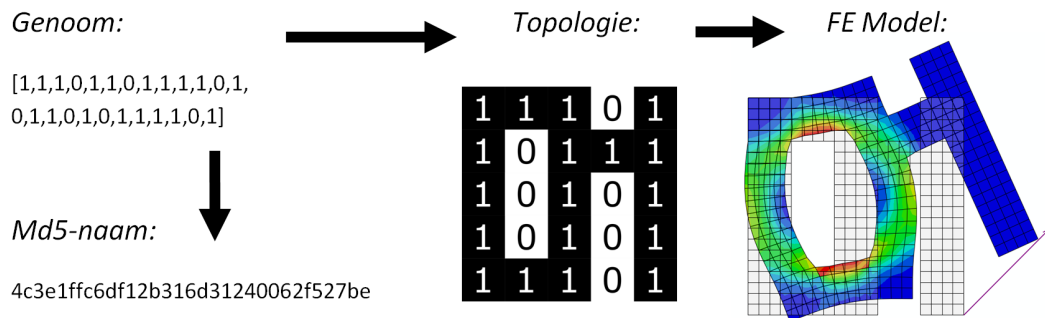 Genoom:
Topologie:
FE Model:
[1,1,1,0,1,1,0,1,1,1,1,0,1,
0,1,1,0,1,0,1,1,1,1,0,1]
1 1 1 0 1
1 0 1 1 1
1 0 1 0 1
1 0 1 0 1
1 1 1 0 1
Md5-naam:
4c3e1ffc6df12b316d31240062f527be